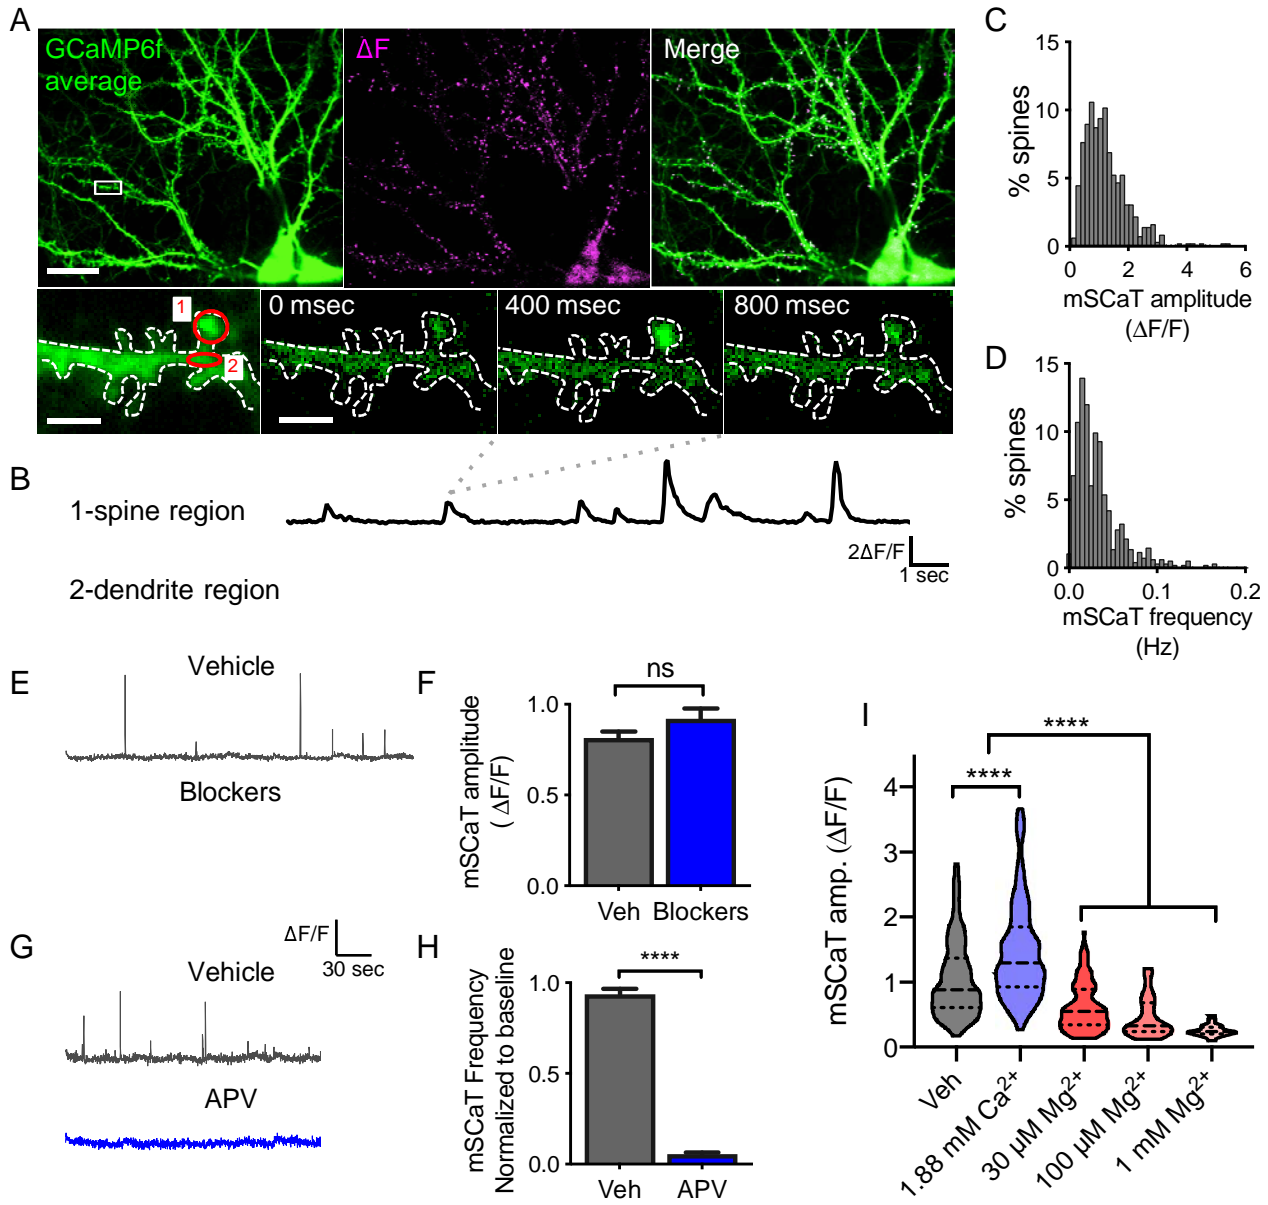 A
GCaMP6f
average
ΔF
Merge
1
2
0 msec
400 msec
800 msec
B
1-spine region
2-dendrite region
2ΔF/F
1 sec
C
15
10
5
0
% spines
0 2 4 6
mSCaT amplitude
(ΔF/F)
D
15
10
5
0
% spines
0.0 0.1 0.2
mSCaT frequency
(Hz)
E
Vehicle
Blockers
F
ns
1.0
0.5
0.0
mSCaT amplitude
( ΔF/F)
Veh Blockers
G
ΔF/F
30 sec
Vehicle
APV
H
****
1.0
0.5
0.0
mSCaT Frequency
Normalized to baseline
Veh APV
I
****
****
4
3
2
1
0
mSCaT amp. (ΔF/F)
Veh
1.88 mM Ca²⁺
30 µM Mg²⁺
100 µM Mg²⁺
1 mM Mg²⁺